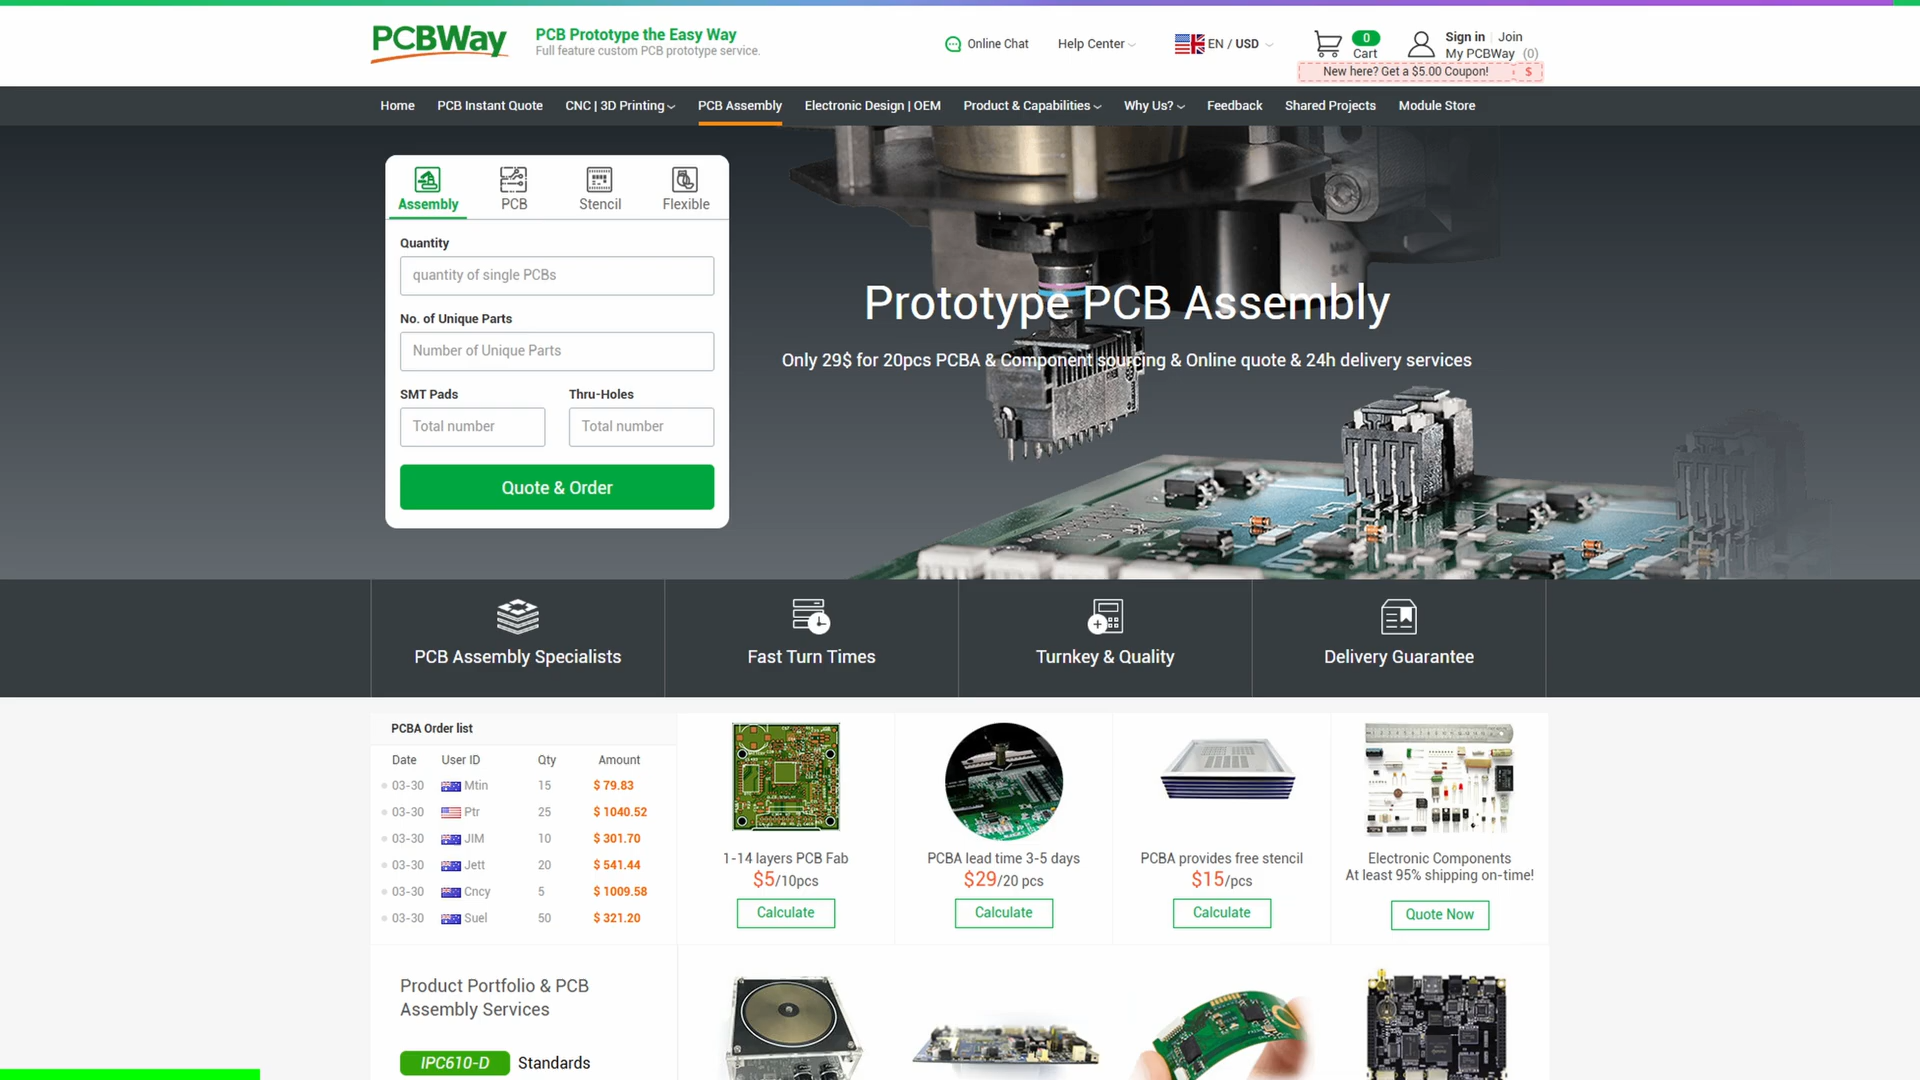 PCBWay
PCB Prototype the Easy Way
Full feature custom PCB prototype service.
Online Chat
Help Center
EN / USD
0
Cart
Sign in
Join
My PCBWay (0)
New here? Get a $5.00 Coupon!
$
Home
PCB Instant Quote
CNC | 3D Printing
PCB Assembly
Electronic Design | OEM
Product & Capabilities
Why Us?
Feedback
Shared Projects
Module Store
Assembly
PCB
Stencil
Flexible
Quantity
quantity of single PCBs
No. of Unique Parts
Number of Unique Parts
SMT Pads
Thru-Holes
Total number
Total number
Quote & Order
Prototype PCB Assembly
Only 29$ for 20pcs PCBA & Component sourcing & Online quote & 24h delivery services
PCB Assembly Specialists
Fast Turn Times
Turnkey & Quality
Delivery Guarantee
PCBA Order list
Date User ID Qty Amount
03-30 Mtin 15 $ 79.83
03-30 Ptr 25 $ 1040.52
03-30 JIM 10 $ 301.70
03-30 Jett 20 $ 541.44
03-30 Cncy 5 $ 1009.58
03-30 Suel 50 $ 321.20
1-14 layers PCB Fab
$5/10pcs
Calculate
PCBA lead time 3-5 days
$29/20 pcs
Calculate
PCBA provides free stencil
$15/pcs
Calculate
Electronic Components
At least 95% shipping on-time!
Quote Now
Product Portfolio & PCB
Assembly Services
IPC610-D Standards